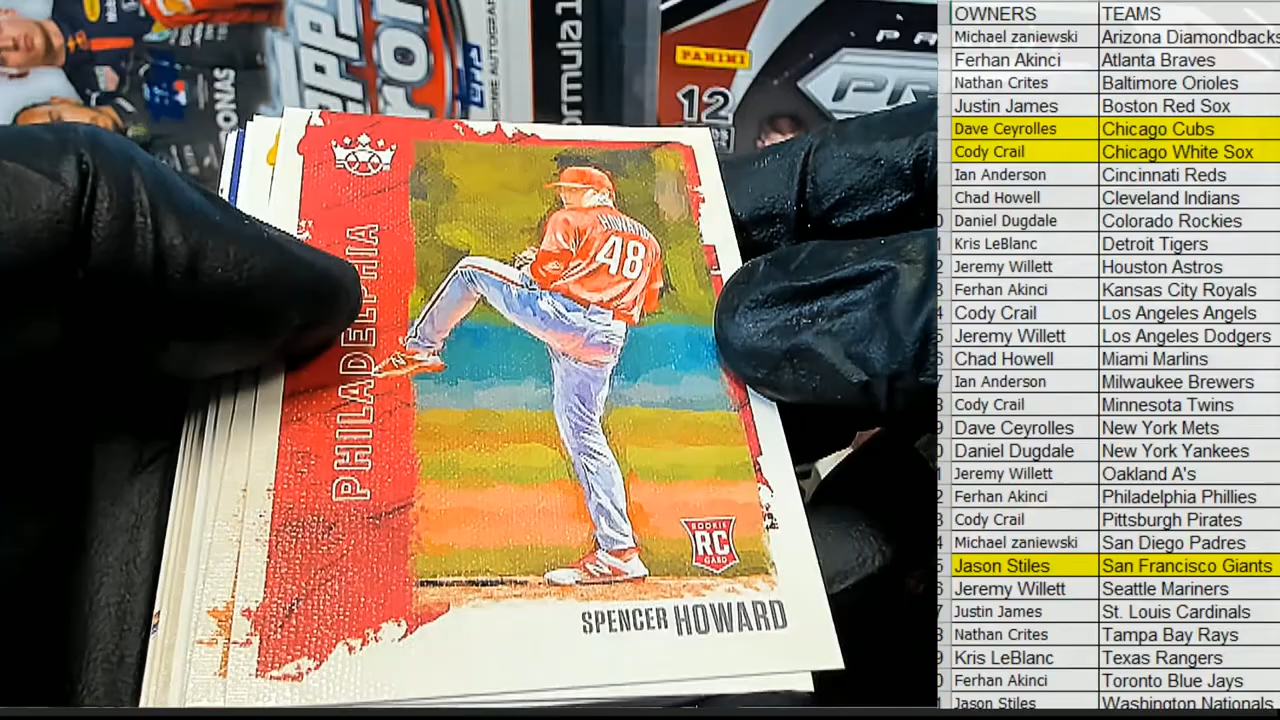 PANINI
12
formula1
EPIS
ONAS
PHILADELPHIA
HOWARD
48
ROOKIE
RC
CARD
SPENCER HOWARD
OWNERS TEAMS
Michael zaniewski Arizona Diamondbacks
Ferhan Akinci Atlanta Braves
Nathan Crites Baltimore Orioles
Justin James Boston Red Sox
Dave Ceyrolles Chicago Cubs
Cody Crail Chicago White Sox
Ian Anderson Cincinnati Reds
Chad Howell Cleveland Indians
Daniel Dugdale Colorado Rockies
Kris LeBlanc Detroit Tigers
Jeremy Willett Houston Astros
Ferhan Akinci Kansas City Royals
Cody Crail Los Angeles Angels
Jeremy Willett Los Angeles Dodgers
Chad Howell Miami Marlins
Ian Anderson Milwaukee Brewers
Cody Crail Minnesota Twins
Dave Ceyrolles New York Mets
Daniel Dugdale New York Yankees
Jeremy Willett Oakland A's
Ferhan Akinci Philadelphia Phillies
Cody Crail Pittsburgh Pirates
Michael zaniewski San Diego Padres
Jason Stiles San Francisco Giants
Jeremy Willett Seattle Mariners
Justin James St. Louis Cardinals
Nathan Crites Tampa Bay Rays
Kris LeBlanc Texas Rangers
Ferhan Akinci Toronto Blue Jays
Jason Stiles Washington Nationals